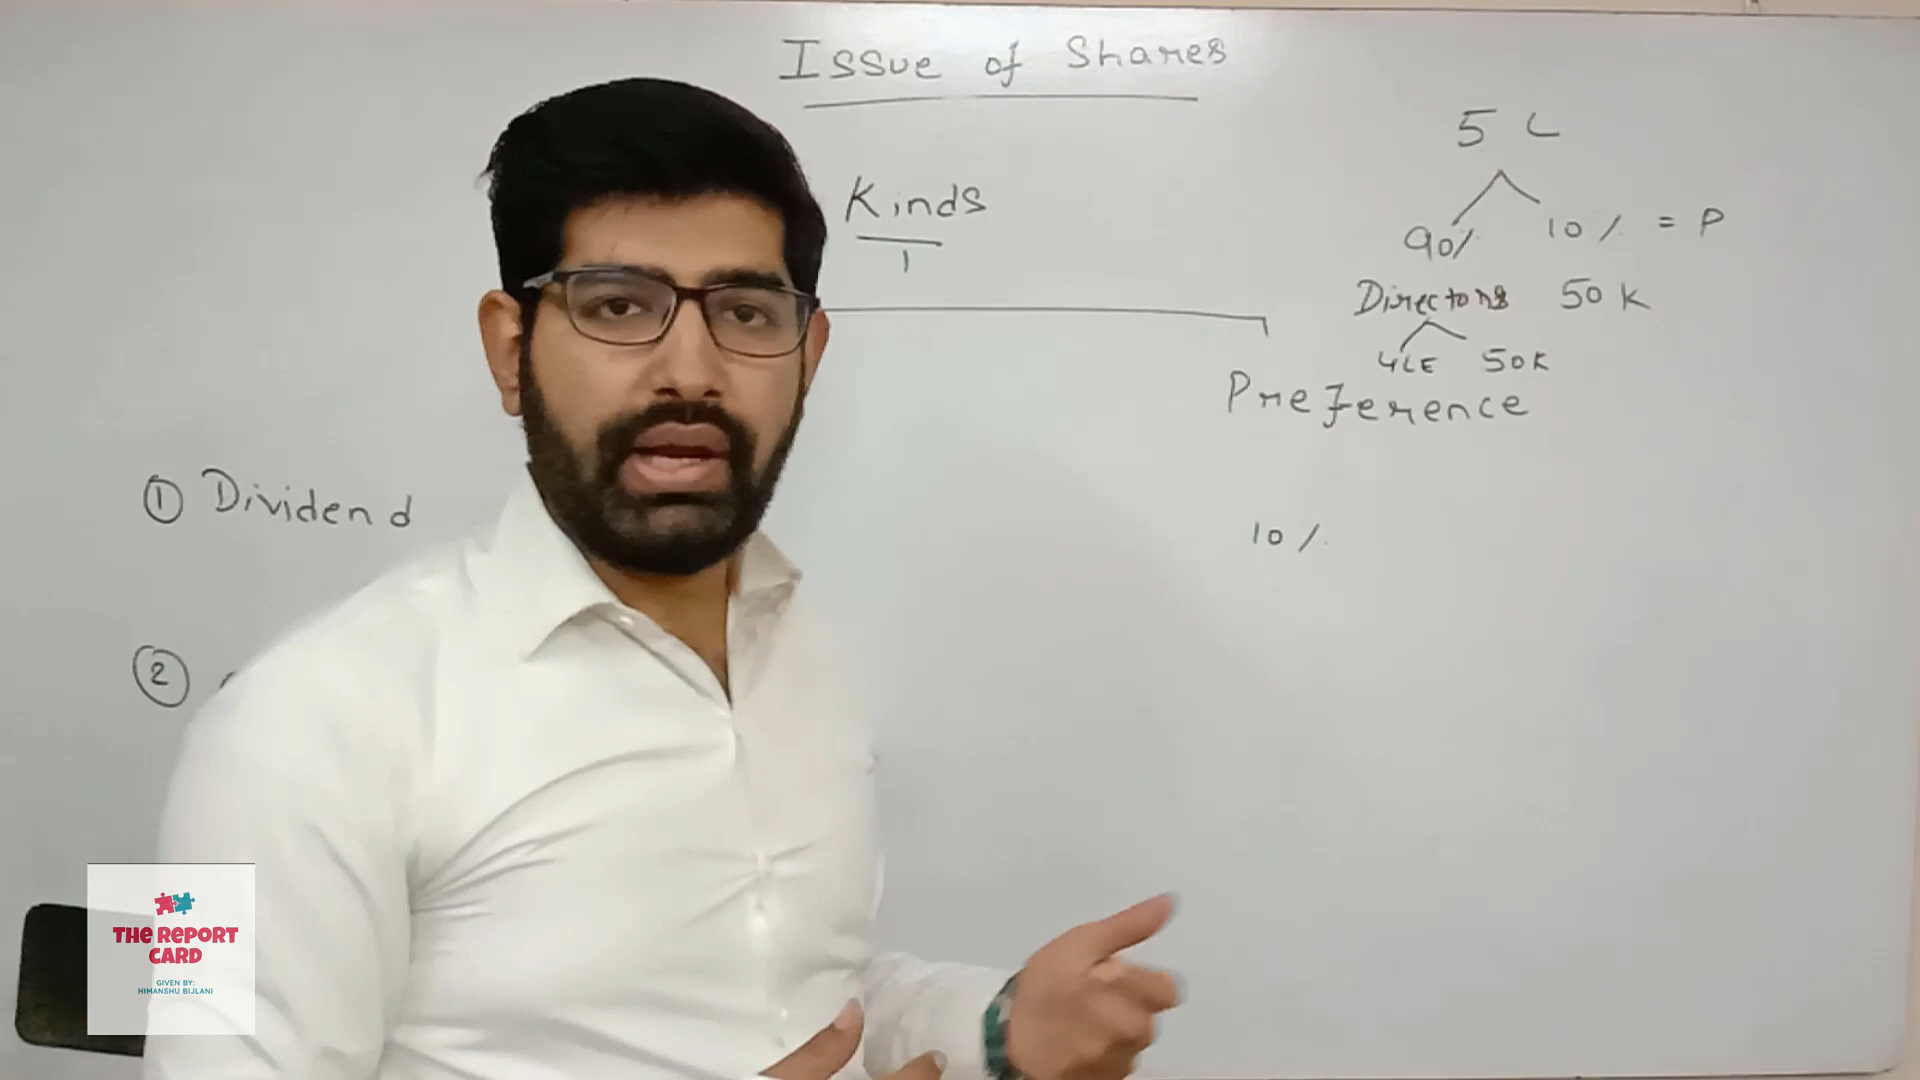 Issue of Shares
5 L
Kinds
90% 10% = P
Directors 50 K
4LE 50K
Preference
① Dividend
10%
②
THE REPORT
CARD
GIVEN BY:
HIMANSHU BIJLANI